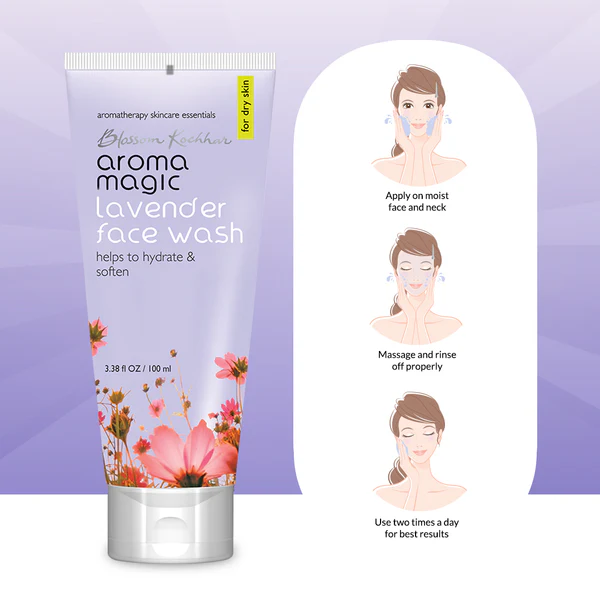 for dry skin
aromatherapy skincare essentials
Blossom Kochhar
aroma
magic
lavender
face wash
helps to hydrate &
soften
3.38 fl OZ / 100 ml
Apply on moist
face and neck
Massage and rinse
off properly
Use two times a day
for best results